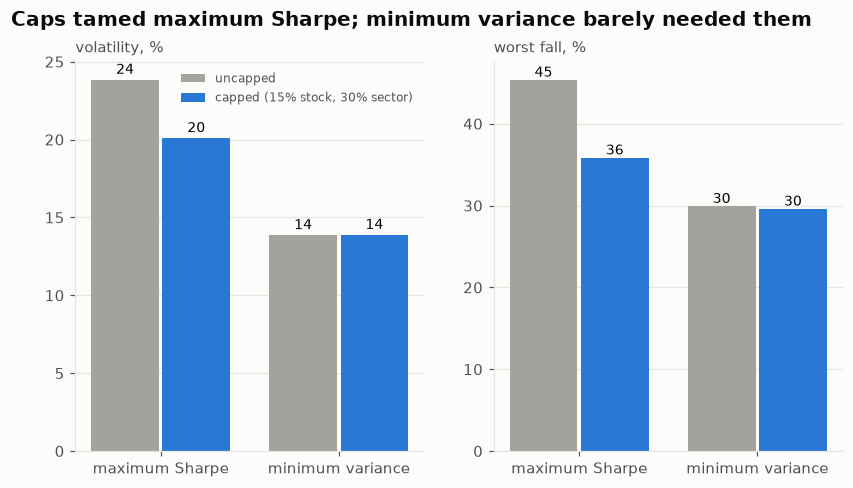 Caps tamed maximum Sharpe; minimum variance barely needed them
volatility, %
25
20
15
10
5
0
24
20
14
14
uncapped
capped (15% stock, 30% sector)
maximum Sharpe
minimum variance
worst fall, %
40
30
20
10
0
45
36
30
30
maximum Sharpe
minimum variance